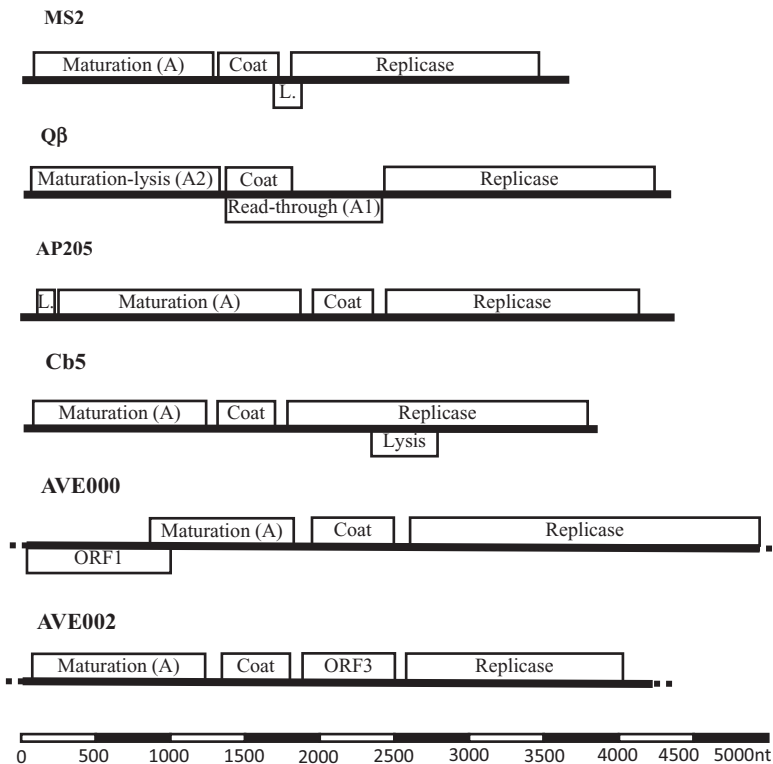 MS2
Maturation (A) Coat Replicase
L.
Qβ
Maturation-lysis (A2) Coat Replicase
Read-through (A1)
AP205
L. Maturation (A) Coat Replicase
Cb5
Maturation (A) Coat Replicase
Lysis
AVE000
Maturation (A) Coat Replicase
ORF1
AVE002
Maturation (A) Coat ORF3 Replicase
0 500 1000 1500 2000 2500 3000 3500 4000 4500 5000nt